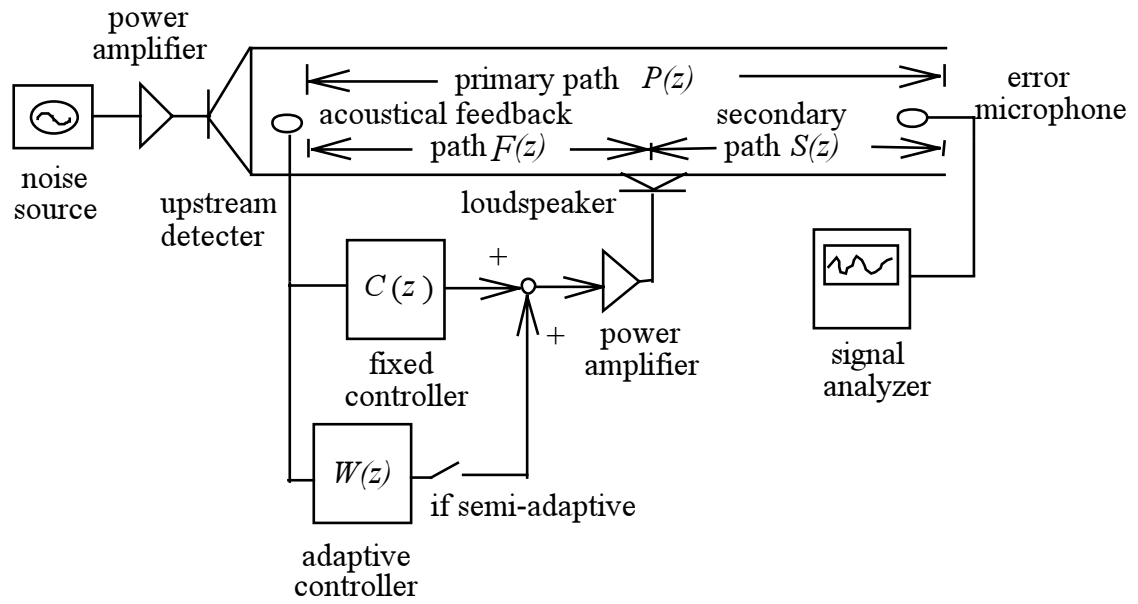 power
amplifier
primary path P(z)
error
microphone
acoustical feedback
path F(z)
secondary
path S(z)
noise
source
upstream
detecter
loudspeaker
+
C(z)
+
power
amplifier
fixed
controller
signal
analyzer
W(z)
if semi-adaptive
adaptive
controller